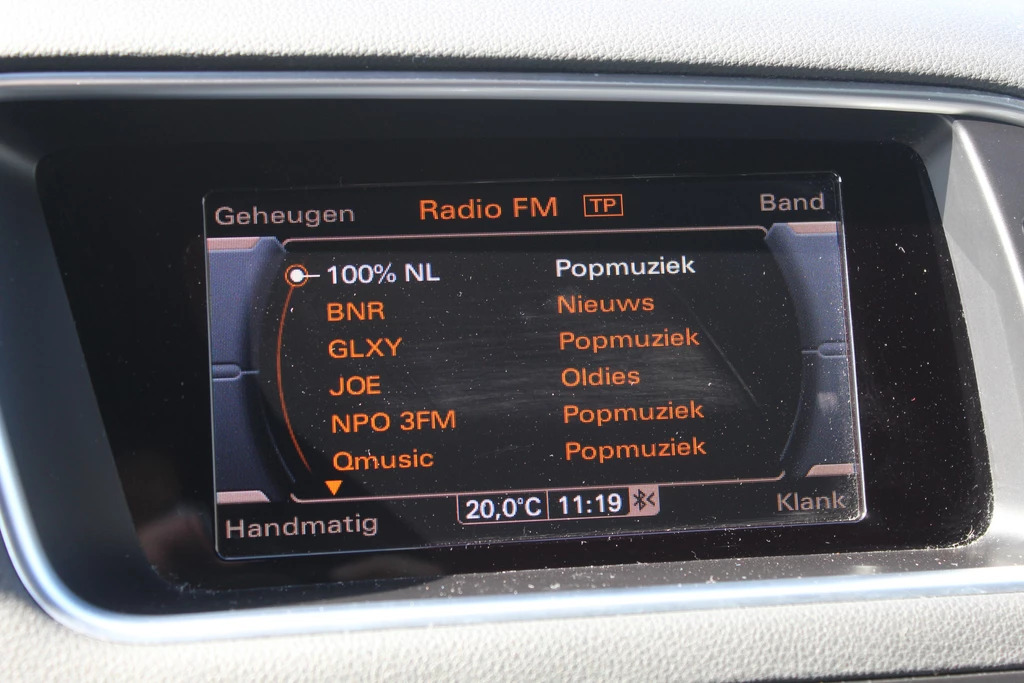 Geheugen Radio FM TP Band
100% NL Popmuziek
BNR Nieuws
GLXY Popmuziek
JOE Oldies
NPO 3FM Popmuziek
Qmusic Popmuziek
Handmatig 20,0°C 11:19 Klank